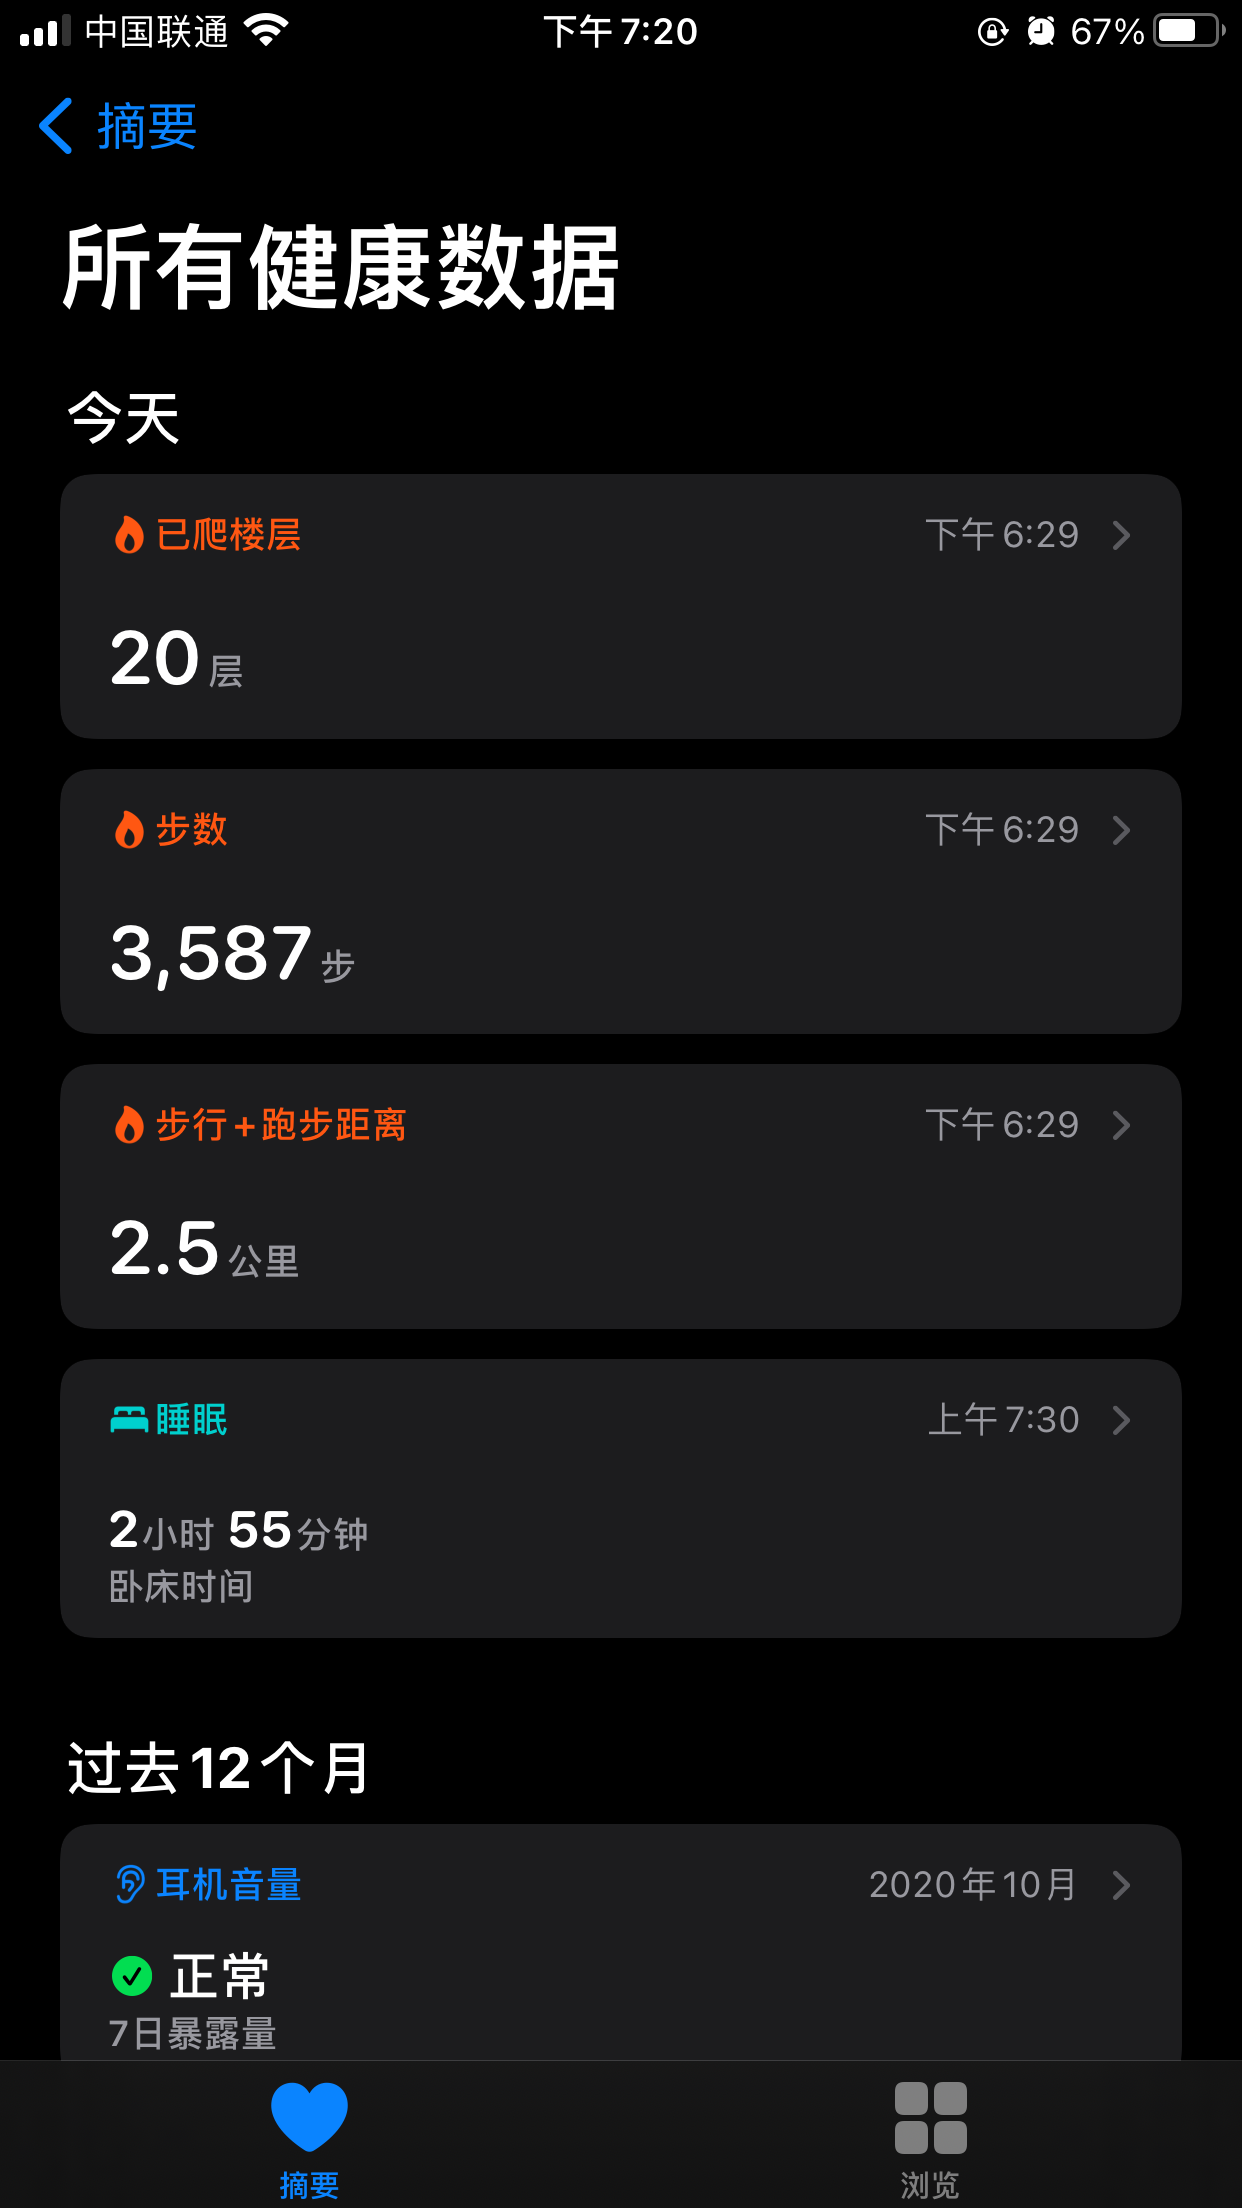 中国联通 下午 7:20 67%
摘要
所有健康数据
今天
已爬楼层 下午 6:29
20 层
步数 下午 6:29
3,587 步
步行+跑步距离 下午 6:29
2.5 公里
睡眠 上午 7:30
2小时 55分钟
卧床时间
过去12个月
耳机音量 2020年10月
正常
7日暴露量
摘要 浏览